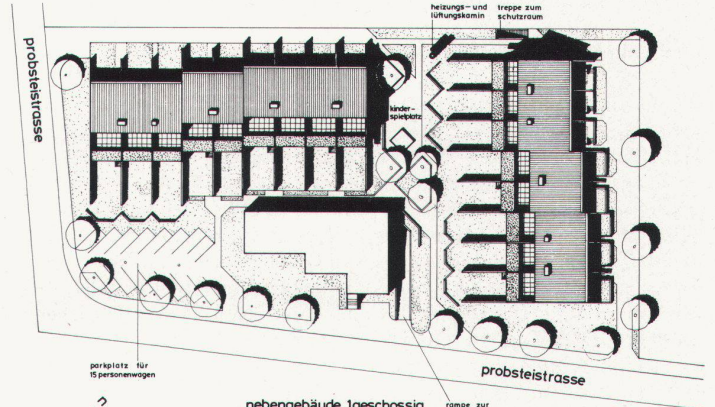 heizungs- und
lüftungskamin
treppe zum
schutzraum
probsteistrasse
kinder-
spielplatz
parkplatz für
15 personenwagen
probsteistrasse
nebengebäude 1geschossig
rampe zur